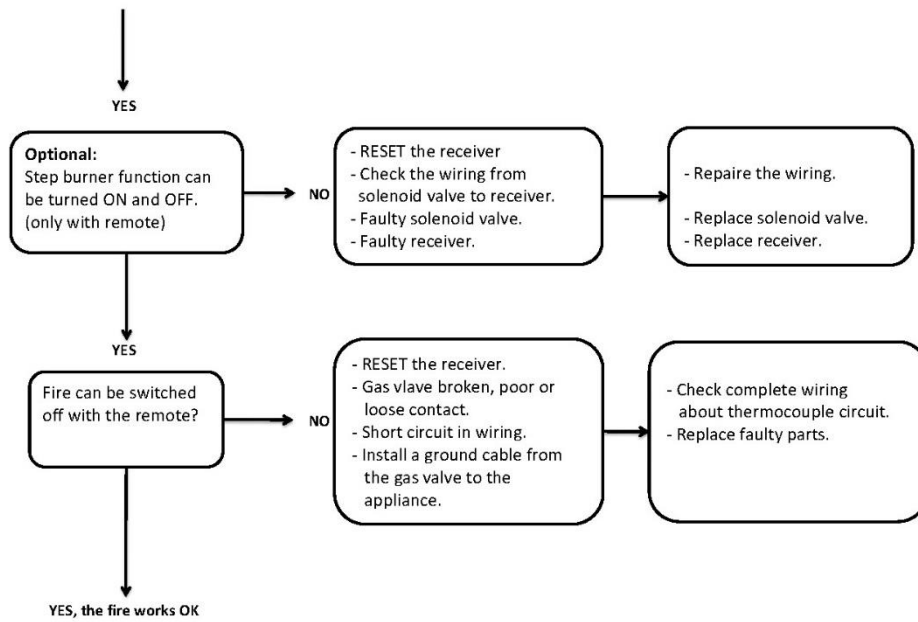 YES
Optional:
Step burner function can
be turned ON and OFF.
(only with remote)
NO
- RESET the receiver
- Check the wiring from
solenoid valve to receiver.
- Faulty solenoid valve.
- Faulty receiver.
- Repaire the wiring.
- Replace solenoid valve.
- Replace receiver.
YES
Fire can be switched
off with the remote?
NO
- RESET the receiver.
- Gas vlave broken, poor or
loose contact.
- Short circuit in wiring.
- Install a ground cable from
the gas valve to the
appliance.
- Check complete wiring
about thermocouple circuit.
- Replace faulty parts.
YES, the fire works OK